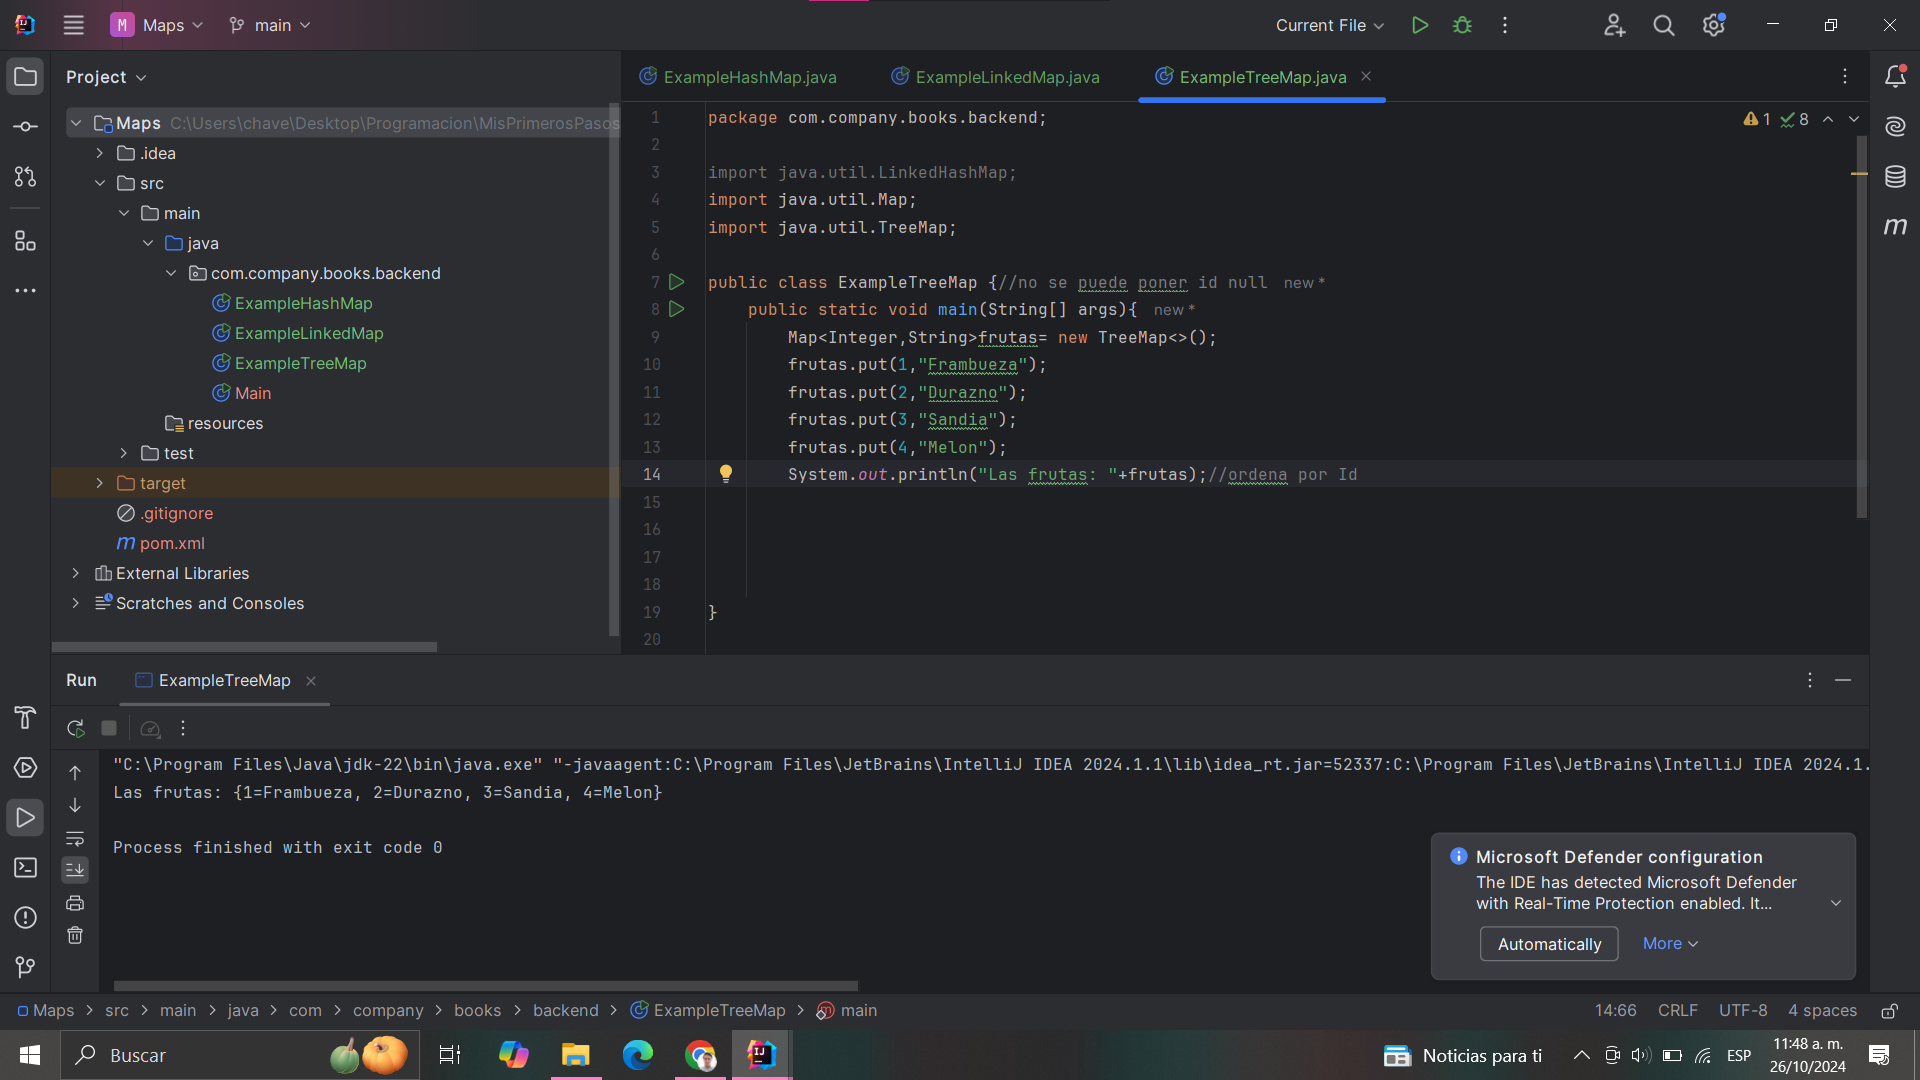 M Maps main Current File
Project
ExampleHashMap.java ExampleLinkedMap.java ExampleTreeMap.java
Maps C:\Users\chave\Desktop\Programacion\MisPrimerosPasos
.idea
src
main
java
com.company.books.backend
ExampleHashMap
ExampleLinkedMap
ExampleTreeMap
Main
resources
test
target
.gitignore
m pom.xml
External Libraries
Scratches and Consoles
1 package com.company.books.backend;
2
3 import java.util.LinkedHashMap;
4 import java.util.Map;
5 import java.util.TreeMap;
6
7 public class ExampleTreeMap {//no se puede poner id null new *
8 public static void main(String[] args){ new *
9 Map<Integer,String>frutas= new TreeMap<>();
10 frutas.put(1,"Frambueza");
11 frutas.put(2,"Durazno");
12 frutas.put(3,"Sandia");
13 frutas.put(4,"Melon");
14 System.out.println("Las frutas: "+frutas);//ordena por Id
15
16
17
18
19 }
20
1 8
m
Run ExampleTreeMap
"C:\Program Files\Java\jdk-22\bin\java.exe" "-javaagent:C:\Program Files\JetBrains\IntelliJ IDEA 2024.1.1\lib\idea_rt.jar=52337:C:\Program Files\JetBrains\IntelliJ IDEA 2024.1.
Las frutas: {1=Frambueza, 2=Durazno, 3=Sandia, 4=Melon}
Process finished with exit code 0
Microsoft Defender configuration
The IDE has detected Microsoft Defender
with Real-Time Protection enabled. It...
Automatically More
Maps > src > main > java > com > company > books > backend > ExampleTreeMap > m main
14:66 CRLF UTF-8 4 spaces
Buscar
Noticias para ti
ESP
11:48 a. m.
26/10/2024